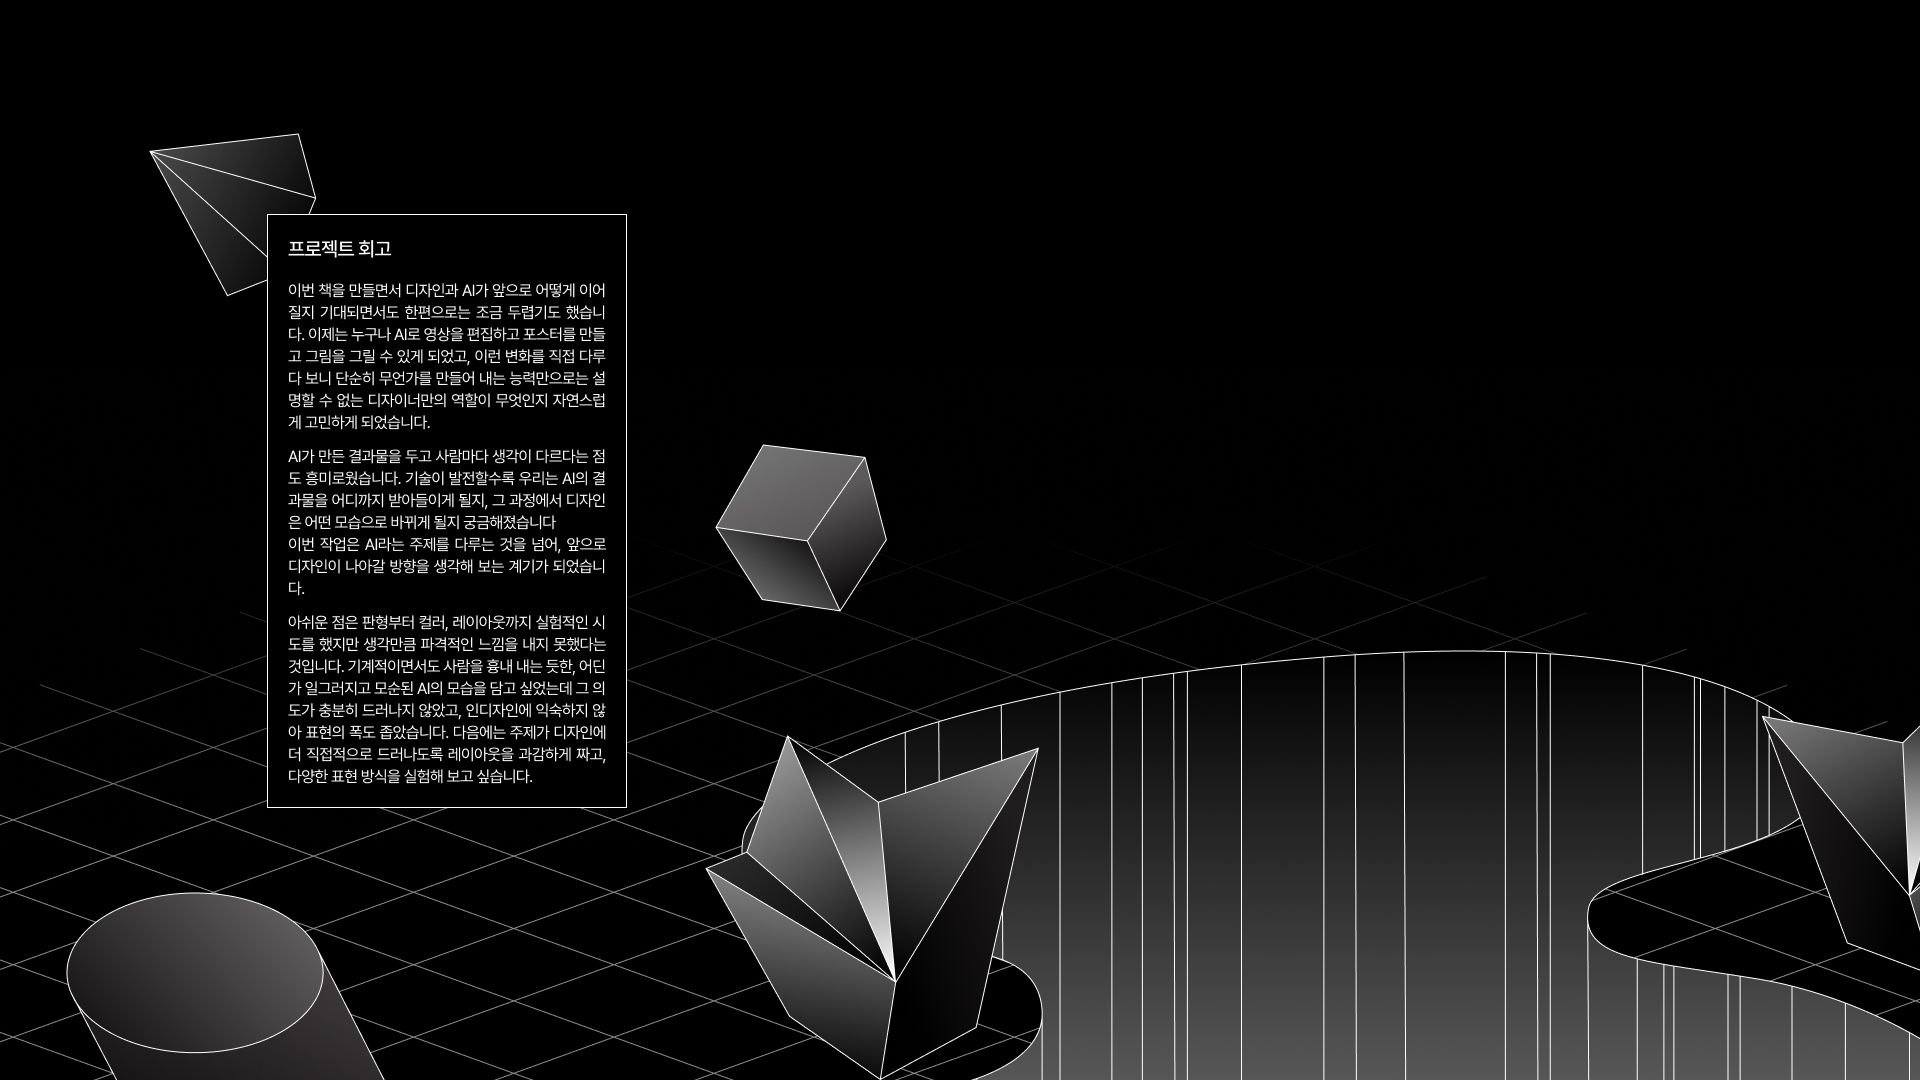 프로젝트 회고
이번 책을 만들면서 디자인과 AI가 앞으로 어떻게 이어
질지 기대되면서도 한편으로는 조금 두렵기도 했습니
다. 이제는 누구나 AI로 영상을 편집하고 포스터를 만들
고 그림을 그릴 수 있게 되었고, 이런 변화를 직접 다루
다 보니 단순히 무언가를 만들어 내는 능력만으로는 설
명할 수 없는 디자이너만의 역할이 무엇인지 자연스럽
게 고민하게 되었습니다.
AI가 만든 결과물을 두고 사람마다 생각이 다르다는 점
도 흥미로웠습니다. 기술이 발전할수록 우리는 AI의 결
과물을 어디까지 받아들이게 될지, 그 과정에서 디자인
은 어떤 모습으로 바뀌게 될지 궁금해졌습니다
이번 작업은 AI라는 주제를 다루는 것을 넘어, 앞으로
디자인이 나아갈 방향을 생각해 보는 계기가 되었습니
다.
아쉬운 점은 판형부터 컬러, 레이아웃까지 실험적인 시
도를 했지만 생각만큼 파격적인 느낌을 내지 못했다는
것입니다. 기계적이면서도 사람을 흉내 내는 듯한, 어딘
가 일그러지고 모순된 AI의 모습을 담고 싶었는데 그 의
도가 충분히 드러나지 않았고, 인디자인에 익숙하지 않
아 표현의 폭도 좁았습니다. 다음에는 주제가 디자인에
더 직접적으로 드러나도록 레이아웃을 과감하게 짜고,
다양한 표현 방식을 실험해 보고 싶습니다.